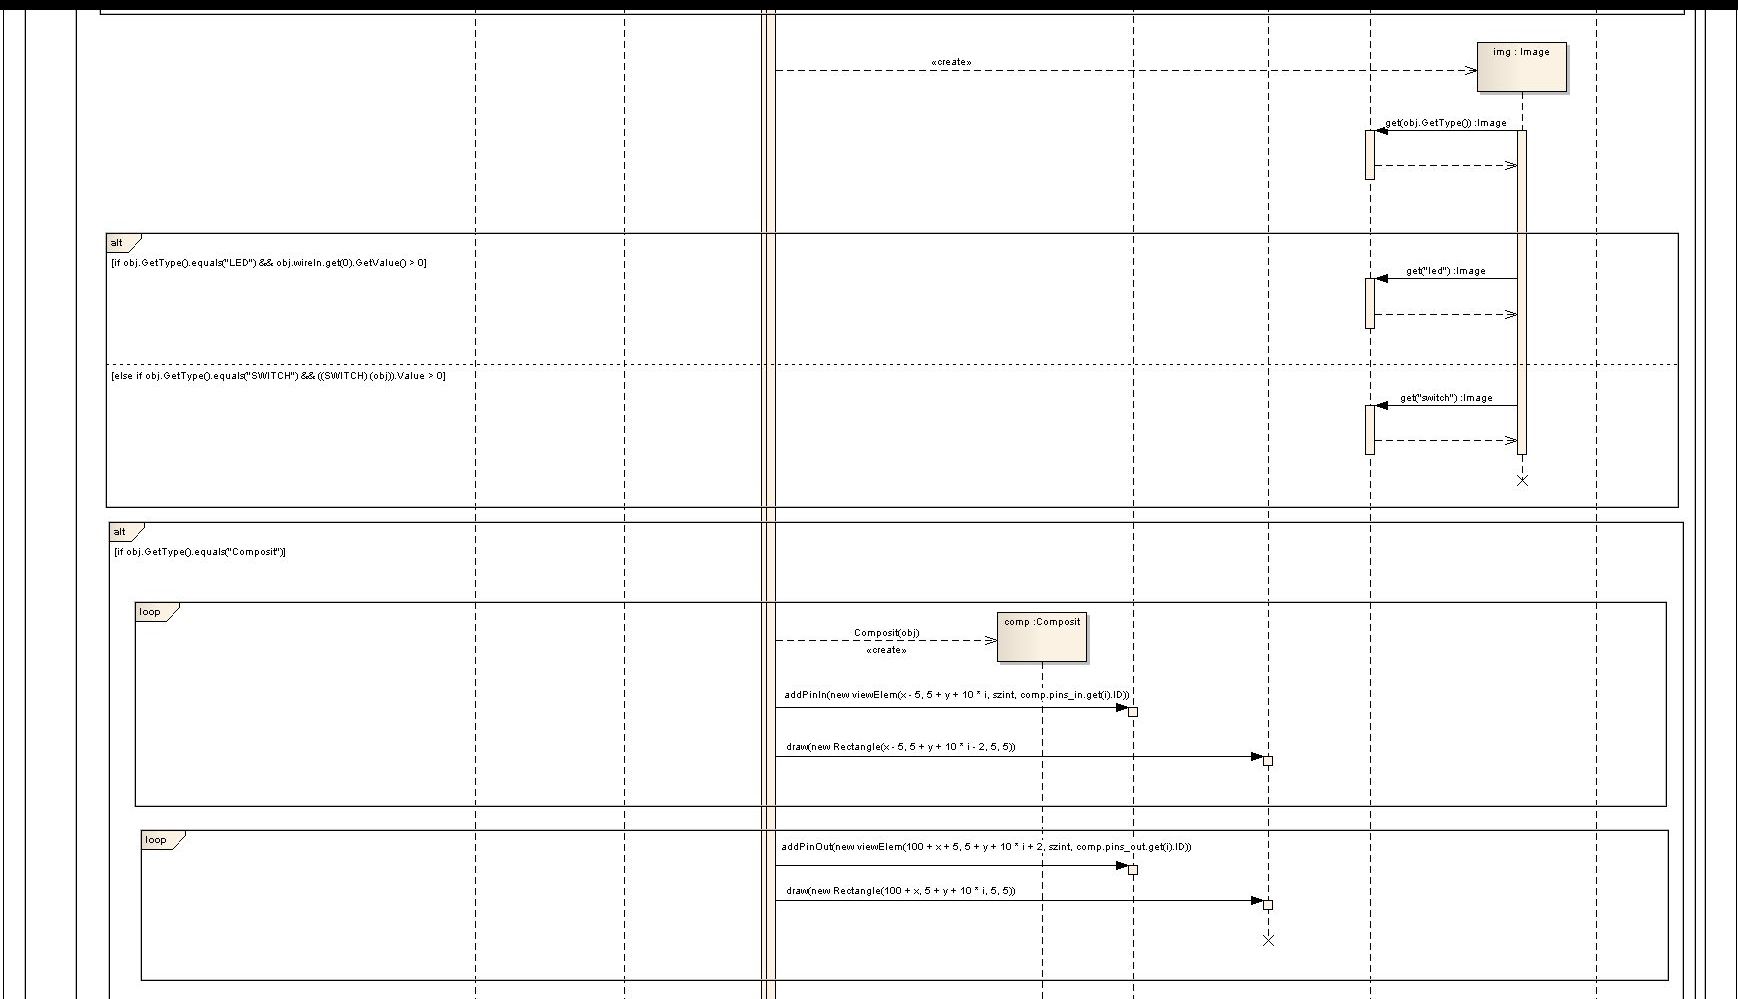 «create»
img : Image
get(obj.GetType()) :Image
alt
[if obj.GetType().equals("LED") && obj.wireIn.get(0).GetValue() > 0]
get("led") :Image
[else if obj.GetType().equals("SWITCH") && ((SWITCH) (obj)).Value > 0]
get("switch") :Image
alt
[if obj.GetType().equals("Composit")]
loop
comp :Composit
Composit(obj)
«create»
addPinIn(new viewElem(x - 5, 5 + y + 10 * i, szint, comp.pins_in.get(i).ID))
draw(new Rectangle(x - 5, 5 + y + 10 * i - 2, 5, 5))
loop
addPinOut(new viewElem(100 + x + 5, 5 + y + 10 * i + 2, szint, comp.pins_out.get(i).ID))
draw(new Rectangle(100 + x, 5 + y + 10 * i, 5, 5))